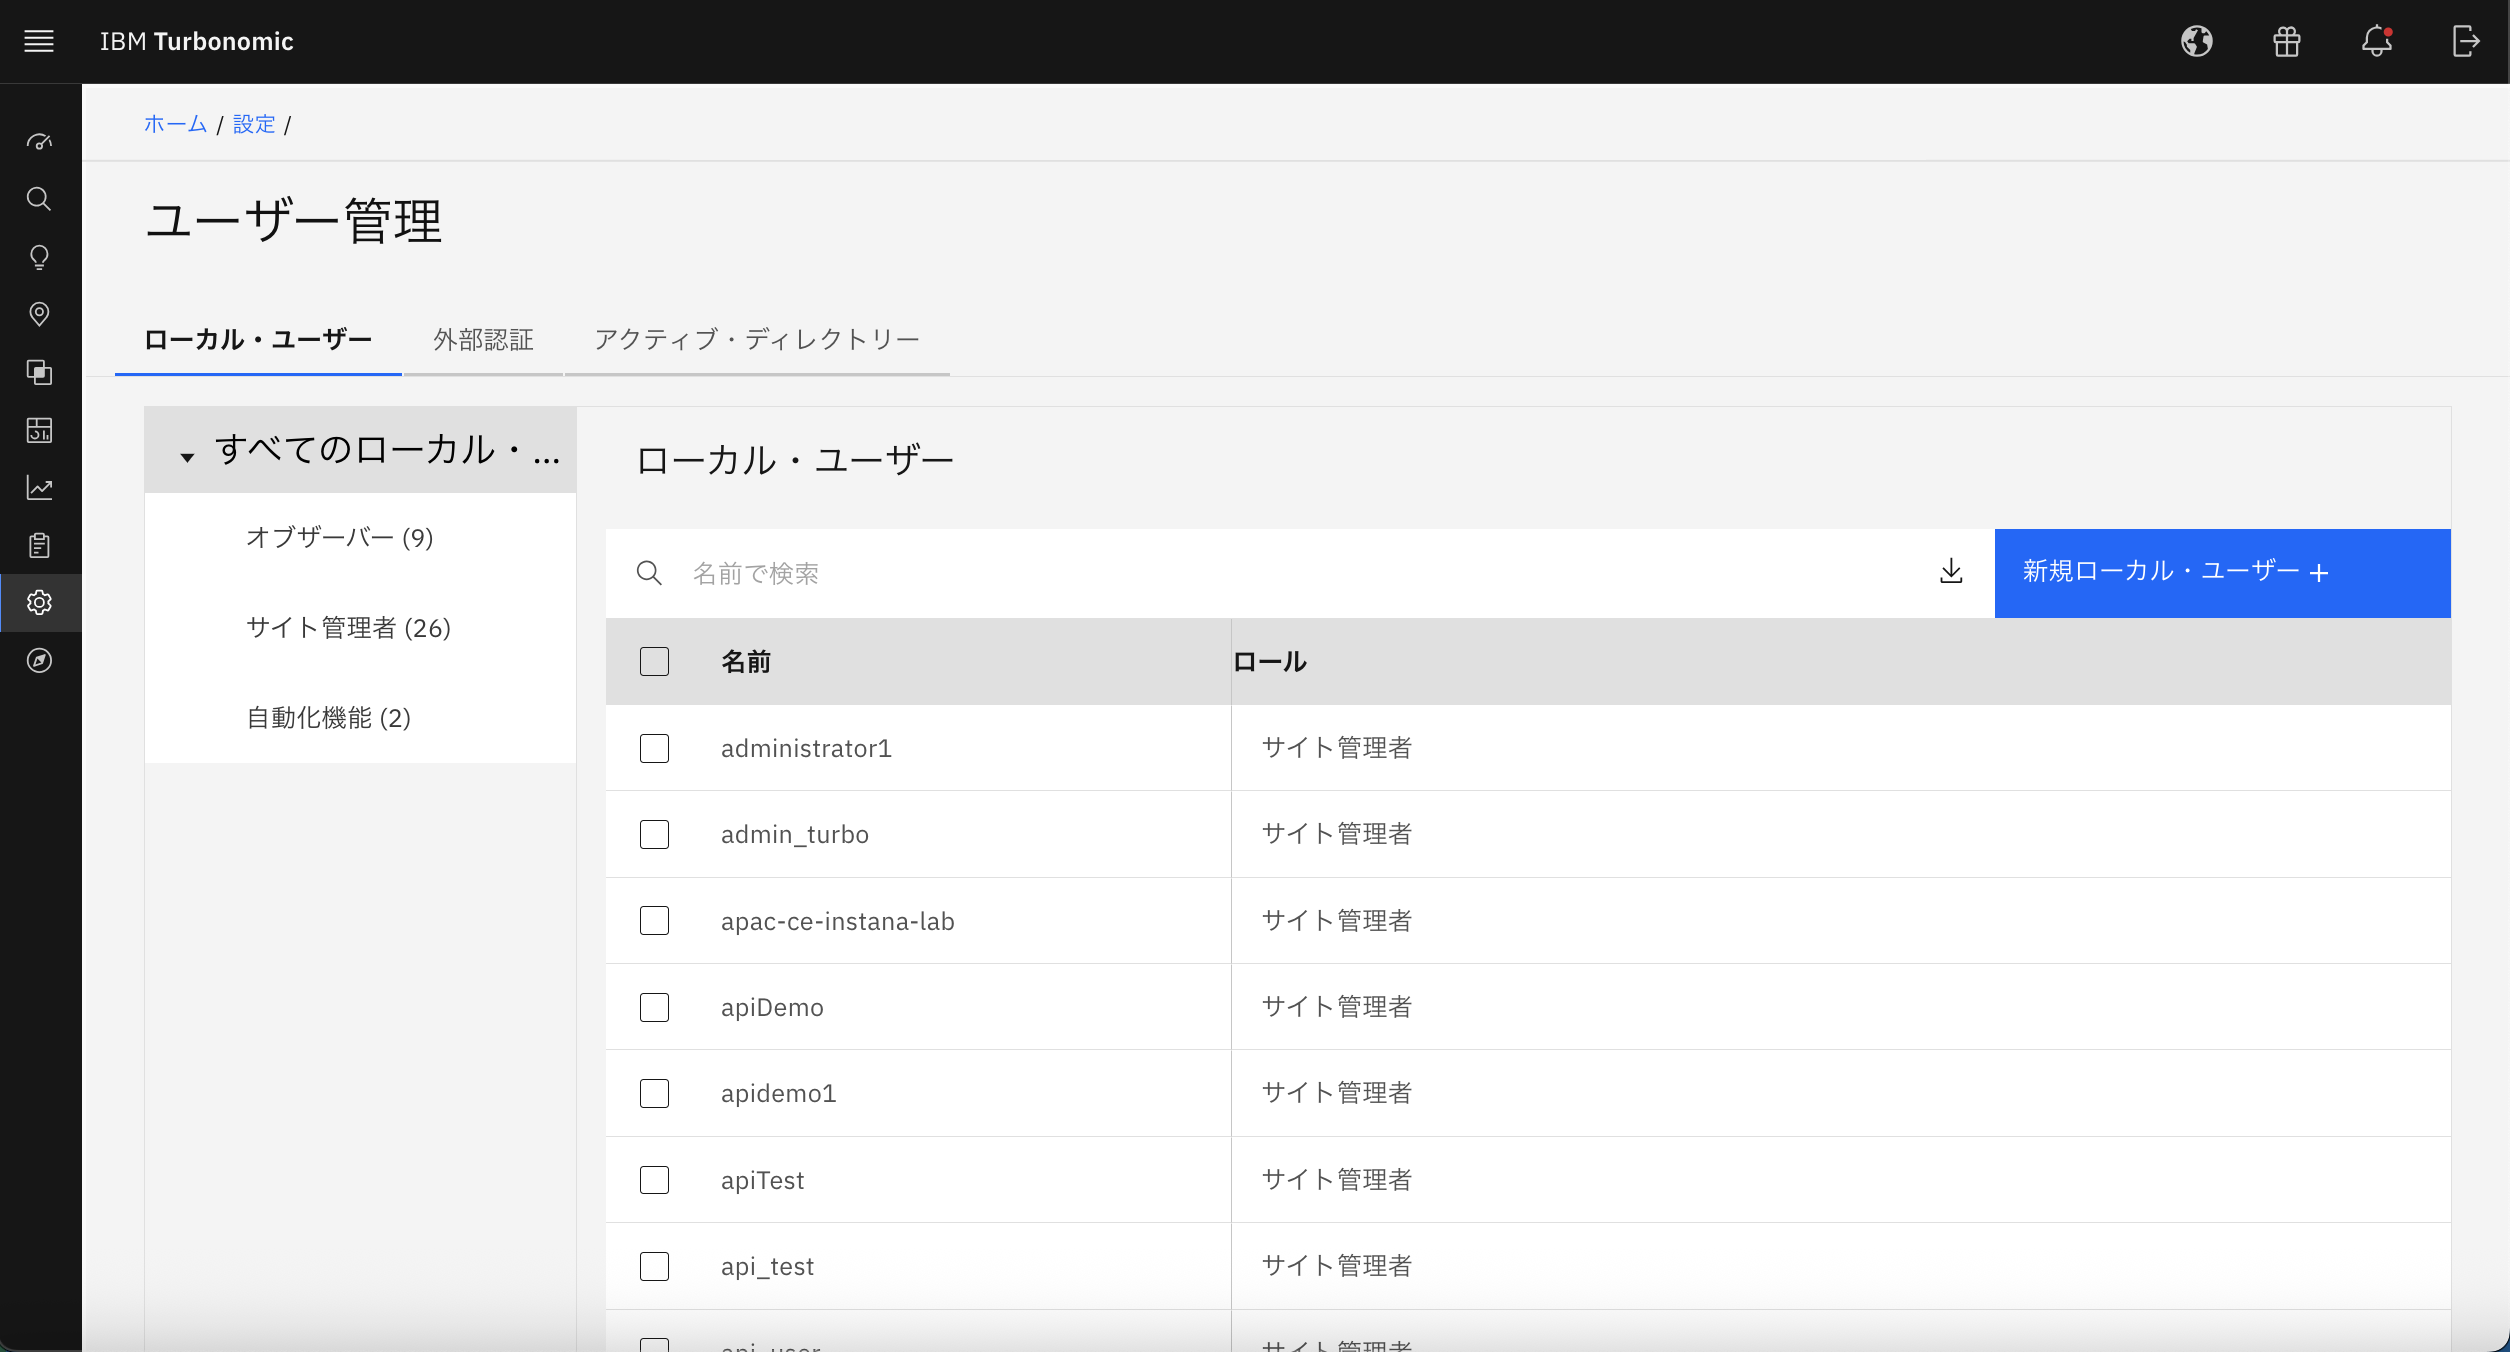 IBM Turbonomic
ホーム / 設定 /
ユーザー管理
ローカル・ユーザー 外部認証 アクティブ・ディレクトリー
すべてのローカル・...
オブザーバー (9)
サイト管理者 (26)
自動化機能 (2)
ローカル・ユーザー
名前で検索 新規ローカル・ユーザー +
名前 ロール
administrator1 サイト管理者
admin_turbo サイト管理者
apac-ce-instana-lab サイト管理者
apiDemo サイト管理者
apidemo1 サイト管理者
apiTest サイト管理者
api_test サイト管理者
api_user サイト管理者